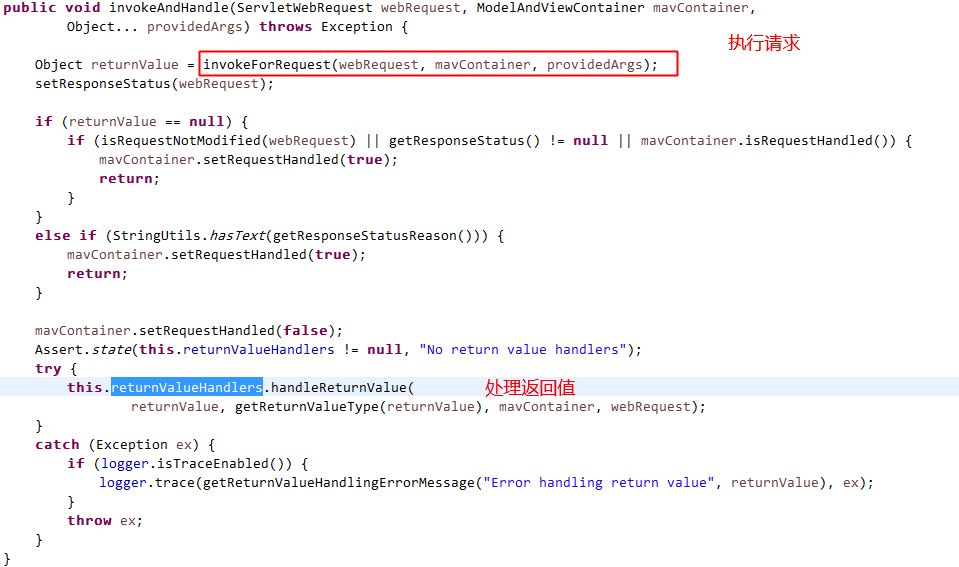 public void invokeAndHandle(ServletWebRequest webRequest, ModelAndViewContainer mavContainer,
        Object... providedArgs) throws Exception {
执行请求
    Object returnValue = invokeForRequest(webRequest, mavContainer, providedArgs);
    setResponseStatus(webRequest);

    if (returnValue == null) {
        if (isRequestNotModified(webRequest) || getResponseStatus() != null || mavContainer.isRequestHandled()) {
            mavContainer.setRequestHandled(true);
            return;
        }
    }
    else if (StringUtils.hasText(getResponseStatusReason())) {
        mavContainer.setRequestHandled(true);
        return;
    }

    mavContainer.setRequestHandled(false);
    Assert.state(this.returnValueHandlers != null, "No return value handlers");
    try {
        this.returnValueHandlers.handleReturnValue( 处理返回值
                returnValue, getReturnValueType(returnValue), mavContainer, webRequest);
    }
    catch (Exception ex) {
        if (logger.isTraceEnabled()) {
            logger.trace(getReturnValueHandlingErrorMessage("Error handling return value", returnValue), ex);
        }
        throw ex;
    }
}